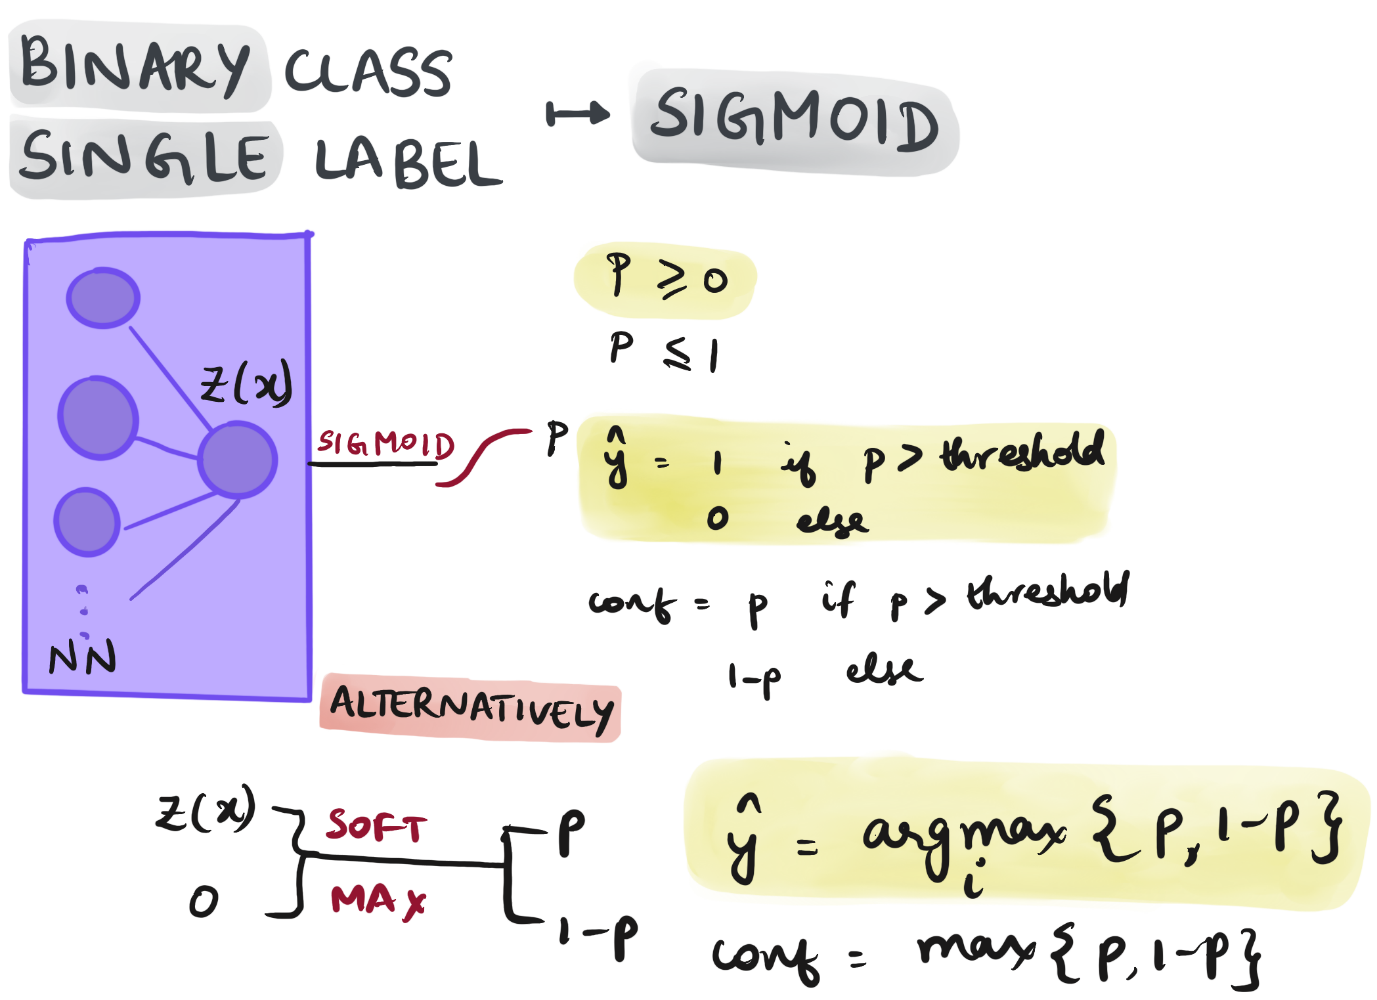 BINARY CLASS
SINGLE LABEL
↦ SIGMOID
P ⩾ 0
P ⩽ 1
Z(x)
SIGMOID
P
ŷ = 1 if p > threshold
0 else
conf = p if p > threshold
1-p else
NN
ALTERNATIVELY
Z(x)
0
SOFT
MAX
P
1-P
ŷ = argmax {P, 1-P}
i
conf = max{P, 1-P}